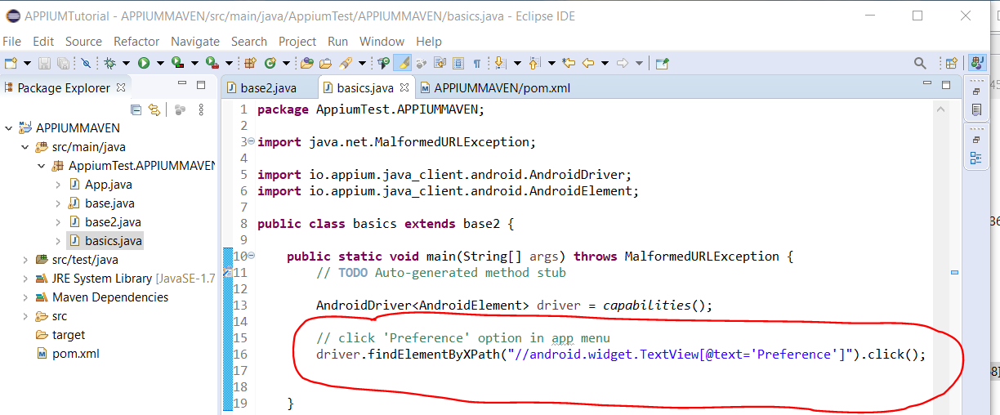 APPIUMTutorial - APPIUMMAVEN/src/main/java/AppiumTest/APPIUMMAVEN/basics.java - Eclipse IDE
File Edit Source Refactor Navigate Search Project Run Window Help
Package Explorer
base2.java
basics.java
APPIUMMAVEN/pom.xml
APPIUMMAVEN
src/main/java
AppiumTest.APPIUMMAVEN
App.java
base.java
base2.java
basics.java
src/test/java
JRE System Library [JavaSE-1.7
Maven Dependencies
src
target
pom.xml
1 package AppiumTest.APPIUMMAVEN;
2
3 import java.net.MalformedURLException;
4
5 import io.appium.java_client.android.AndroidDriver;
6 import io.appium.java_client.android.AndroidElement;
7
8 public class basics extends base2 {
9
10 public static void main(String[] args) throws MalformedURLException {
11 // TODO Auto-generated method stub
12
13 AndroidDriver<AndroidElement> driver = capabilities();
14
15 // click 'Preference' option in app menu
16 driver.findElementByXPath("//android.widget.TextView[@text='Preference']").click();
17
18
19 }